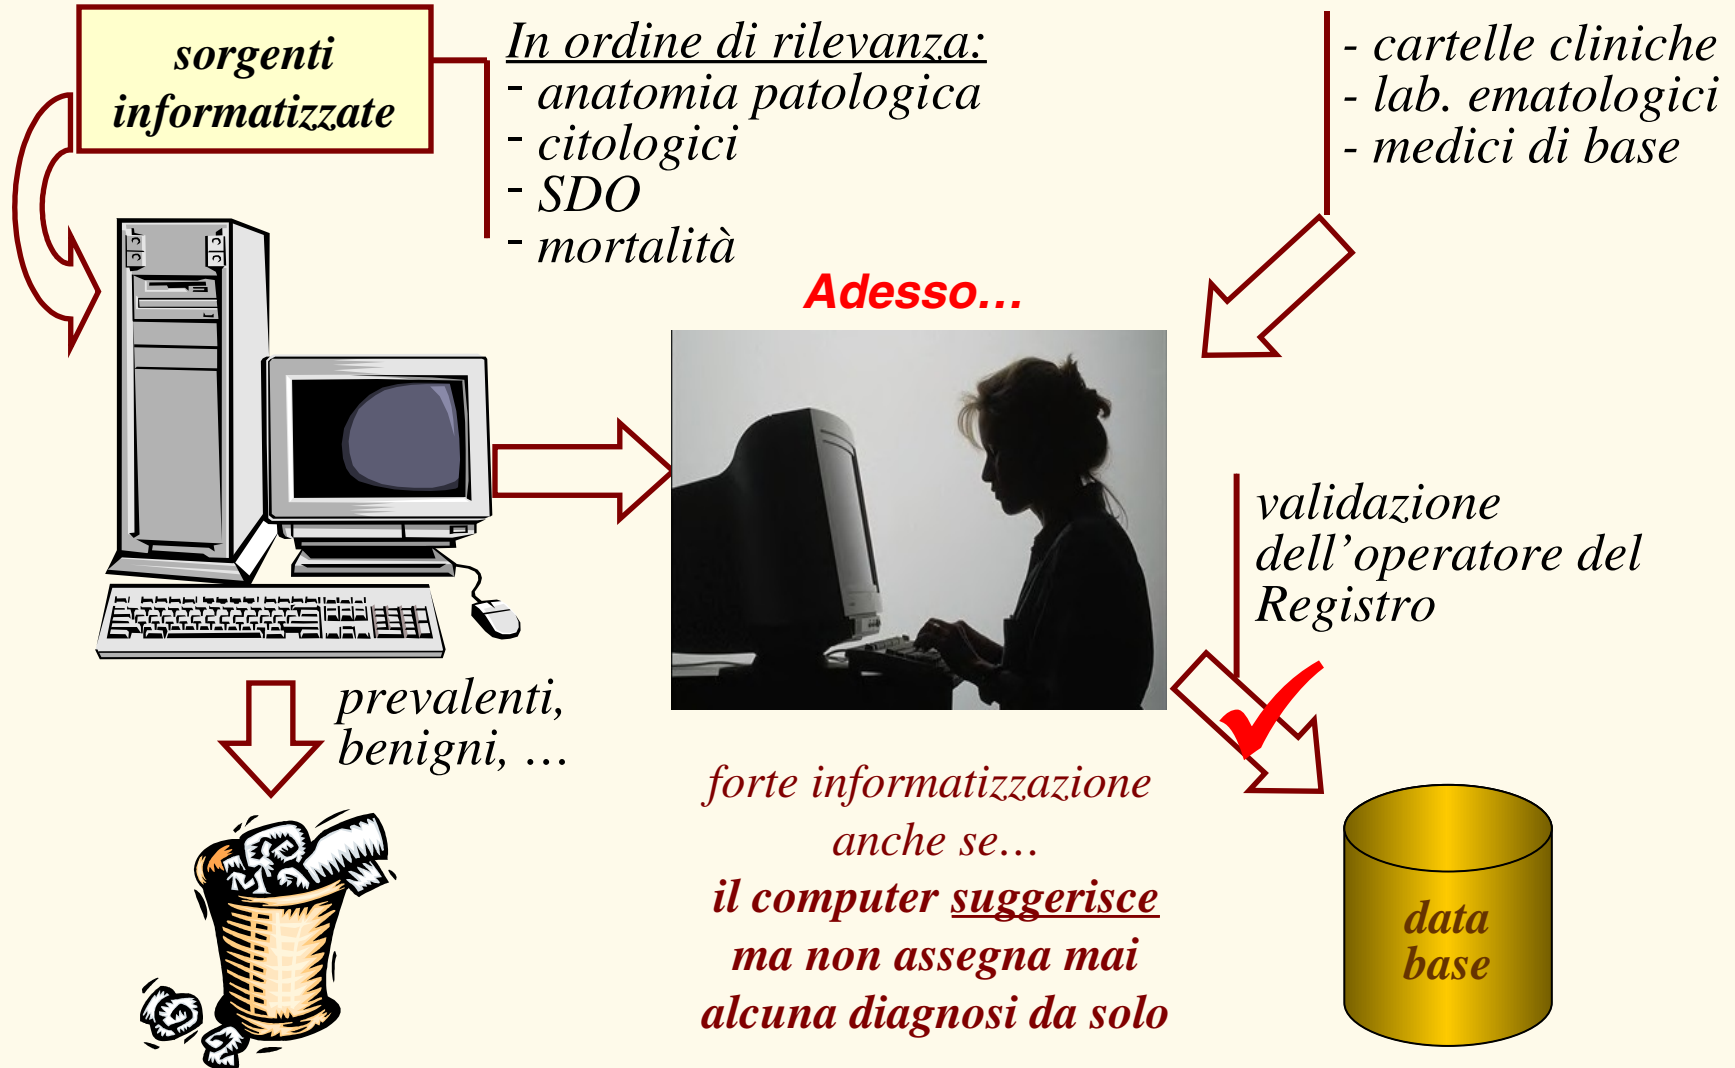 sorgenti
informatizzate
In ordine di rilevanza:
- anatomia patologica
- citologici
- SDO
- mortalità
- cartelle cliniche
- lab. ematologici
- medici di base
Adesso...
validazione
dell’operatore del
Registro
prevalenti,
benigni, ...
forte informatizzazione
anche se...
il computer suggerisce
ma non assegna mai
alcuna diagnosi da solo
data
base